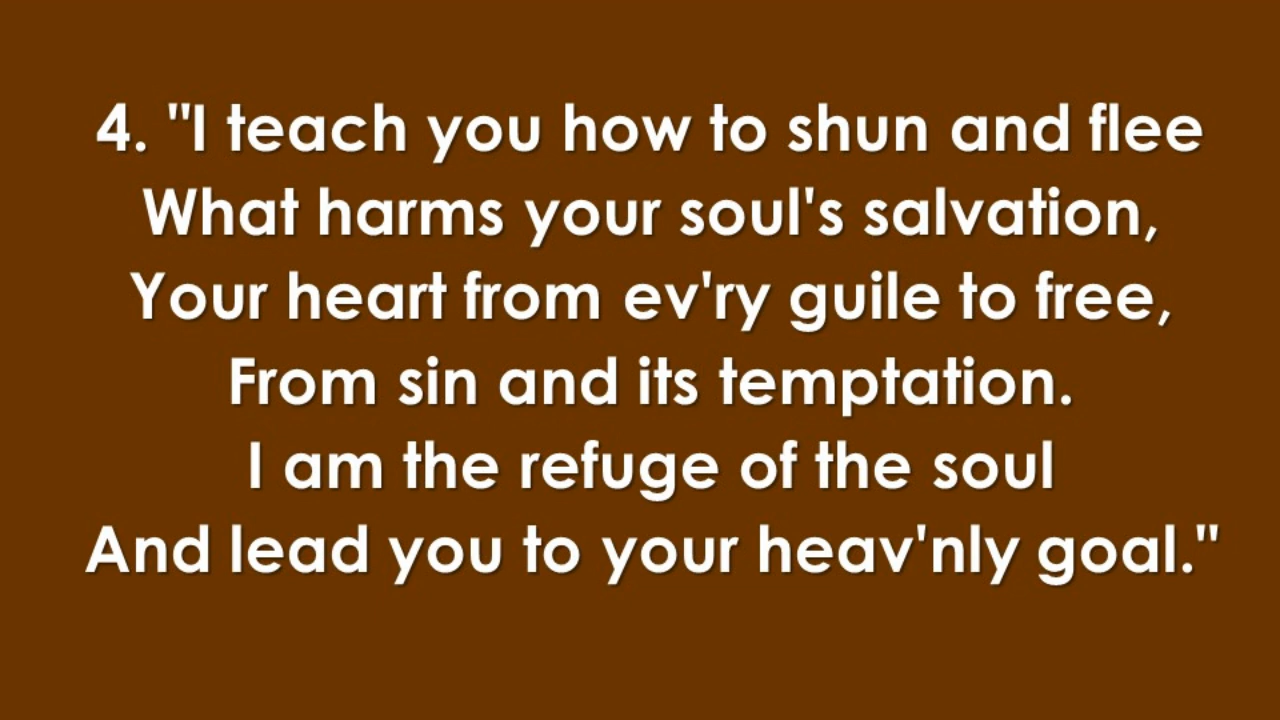 4. "I teach you how to shun and flee
What harms your soul's salvation,
Your heart from ev'ry guile to free,
From sin and its temptation.
I am the refuge of the soul
And lead you to your heav'nly goal."